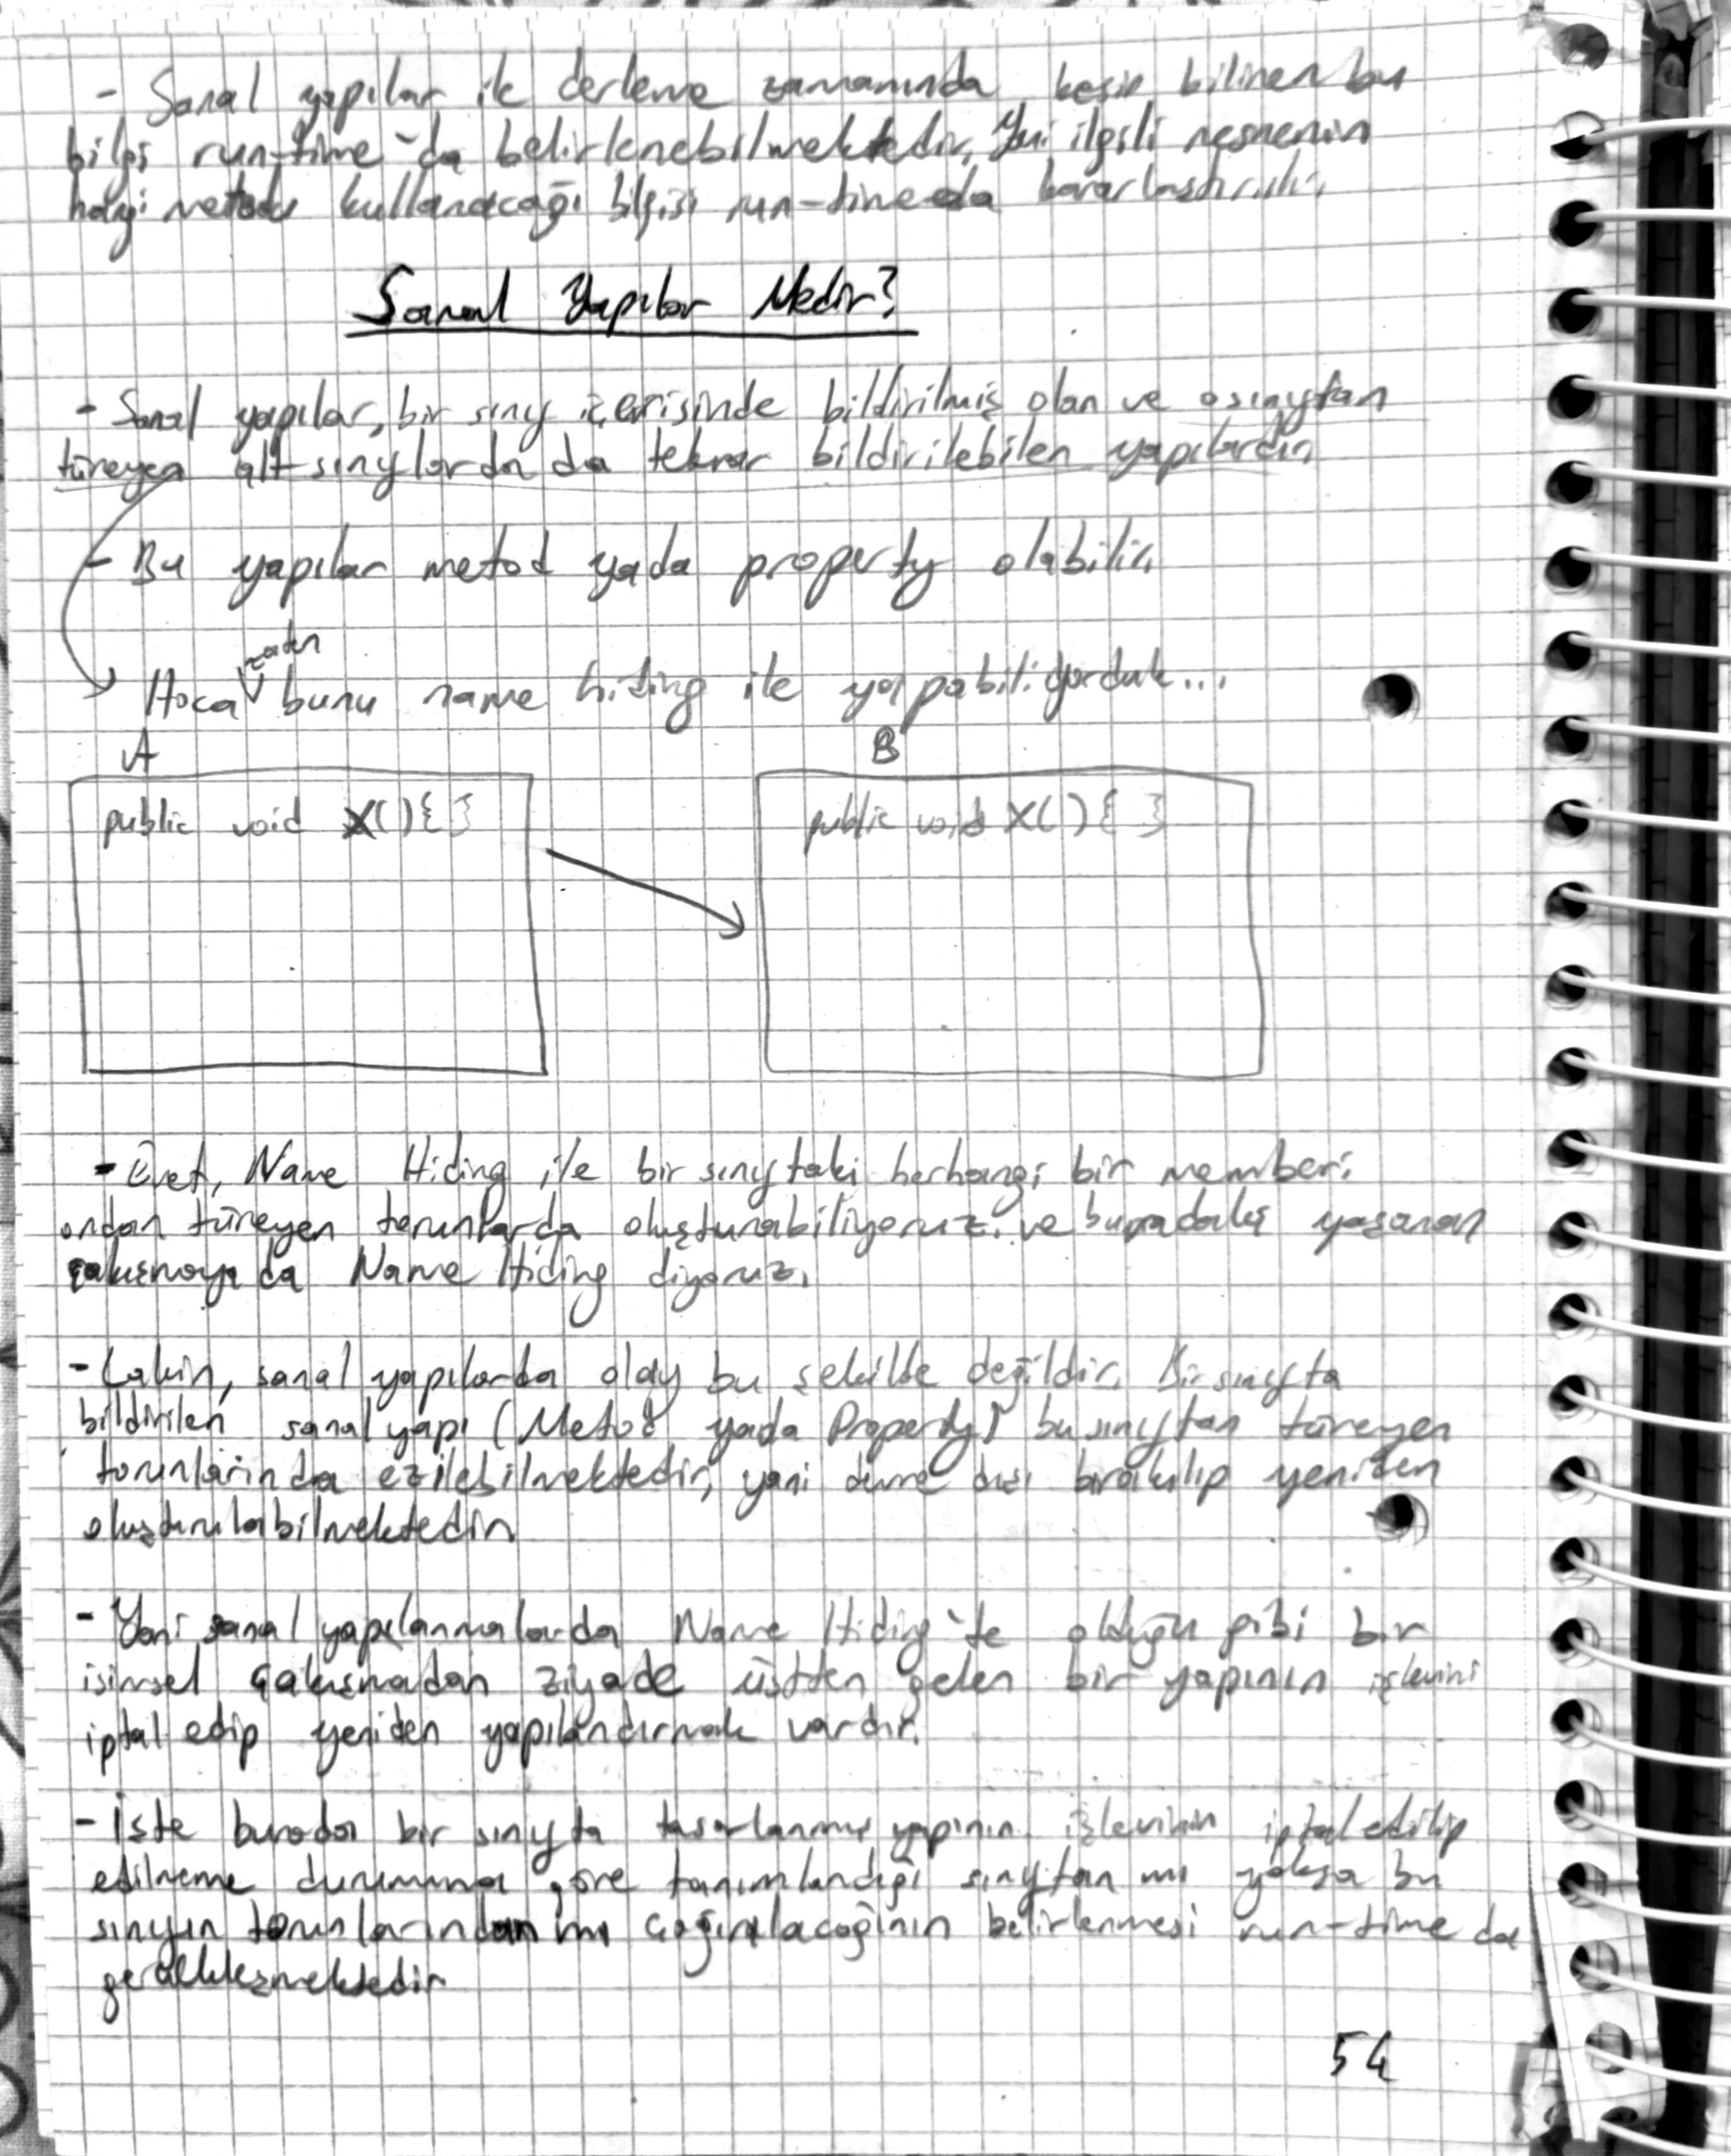 - Sanal yapılar ile derleme zamanında kesin bilinen bu
bilgi run-time'da belirlenebilmektedir. Yani ilgili nesnenin
hangi metodu kullanacağı bilgisi run-time da kararlaştırılır.
Sanal Yapılar Nedir?
- Sanal yapılar, bir sınıf içerisinde bildirilmiş olan ve o sınıftan
türeyen alt sınıflarda da tekrar bildirilebilen yapılardır.
- Bu yapılar metod yada property olabilir.
zaten
Hoca bunu name hiding ile yapabiliyorduk...
A
B
public void X(){ }
public void X(){ }
- Evet, Name Hiding ile bir sınıftaki herhangi bir memberi
ondan türeyen torunlarda oluşturabiliyoruz. ve buradaki yaşanan
çakışmaya da Name Hiding diyoruz.
- Lakin, sanal yapılarda olay bu şekilde değildir. Bir sınıfta
bildirilen sanal yapı (Metod yada Property) bu sınıftan türeyen
torunlarında ezilebilmektedir, yani devre dışı bırakılıp yeniden
oluşturulabilmektedir
- Yani sanal yapılanmalarda Name Hiding'te olduğu gibi bir
isimsel çakışmadan ziyade üstten gelen bir yapının işlevini
iptal edip yeniden yapılandırmak vardır.
- İşte burada bir sınıfta tasarlanmış yapının işlevinin iptal edilip
edilmeme durumuna göre tanımlandığı sınıftan mı yoksa bu
sınıfın torunlarından mı çağırılacağının belirlenmesi run-time da
gerçekleşmektedir
54